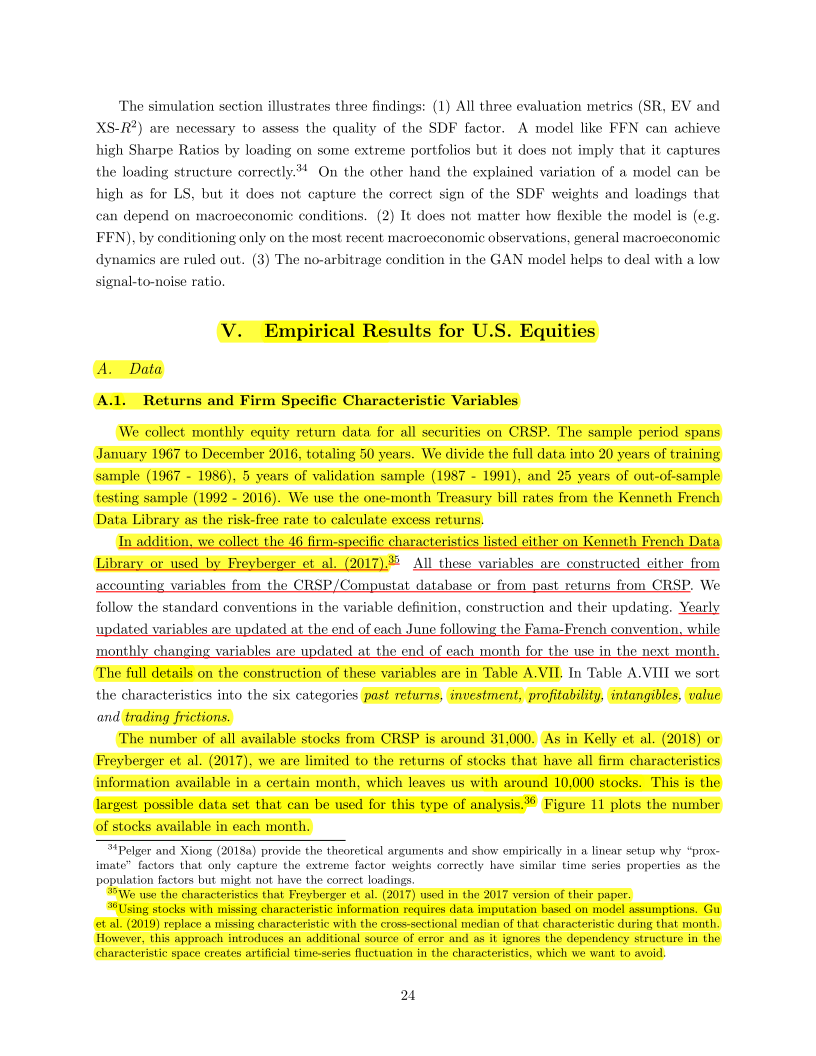 The simulation section illustrates three findings: (1) All three evaluation metrics (SR, EV and
XS-R²) are necessary to assess the quality of the SDF factor. A model like FFN can achieve
high Sharpe Ratios by loading on some extreme portfolios but it does not imply that it captures
the loading structure correctly.³⁴ On the other hand the explained variation of a model can be
high as for LS, but it does not capture the correct sign of the SDF weights and loadings that
can depend on macroeconomic conditions. (2) It does not matter how flexible the model is (e.g.
FFN), by conditioning only on the most recent macroeconomic observations, general macroeconomic
dynamics are ruled out. (3) The no-arbitrage condition in the GAN model helps to deal with a low
signal-to-noise ratio.
V. Empirical Results for U.S. Equities
A. Data
A.1. Returns and Firm Specific Characteristic Variables
We collect monthly equity return data for all securities on CRSP. The sample period spans
January 1967 to December 2016, totaling 50 years. We divide the full data into 20 years of training
sample (1967 - 1986), 5 years of validation sample (1987 - 1991), and 25 years of out-of-sample
testing sample (1992 - 2016). We use the one-month Treasury bill rates from the Kenneth French
Data Library as the risk-free rate to calculate excess returns.
In addition, we collect the 46 firm-specific characteristics listed either on Kenneth French Data
Library or used by Freyberger et al. (2017).³⁵ All these variables are constructed either from
accounting variables from the CRSP/Compustat database or from past returns from CRSP. We
follow the standard conventions in the variable definition, construction and their updating. Yearly
updated variables are updated at the end of each June following the Fama-French convention, while
monthly changing variables are updated at the end of each month for the use in the next month.
The full details on the construction of these variables are in Table A.VII. In Table A.VIII we sort
the characteristics into the six categories past returns, investment, profitability, intangibles, value
and trading frictions.
The number of all available stocks from CRSP is around 31,000. As in Kelly et al. (2018) or
Freyberger et al. (2017), we are limited to the returns of stocks that have all firm characteristics
information available in a certain month, which leaves us with around 10,000 stocks. This is the
largest possible data set that can be used for this type of analysis.³⁶ Figure 11 plots the number
of stocks available in each month.
³⁴Pelger and Xiong (2018a) provide the theoretical arguments and show empirically in a linear setup why “prox-
imate” factors that only capture the extreme factor weights correctly have similar time series properties as the
population factors but might not have the correct loadings.
³⁵We use the characteristics that Freyberger et al. (2017) used in the 2017 version of their paper.
³⁶Using stocks with missing characteristic information requires data imputation based on model assumptions. Gu
et al. (2019) replace a missing characteristic with the cross-sectional median of that characteristic during that month.
However, this approach introduces an additional source of error and as it ignores the dependency structure in the
characteristic space creates artificial time-series fluctuation in the characteristics, which we want to avoid.
24